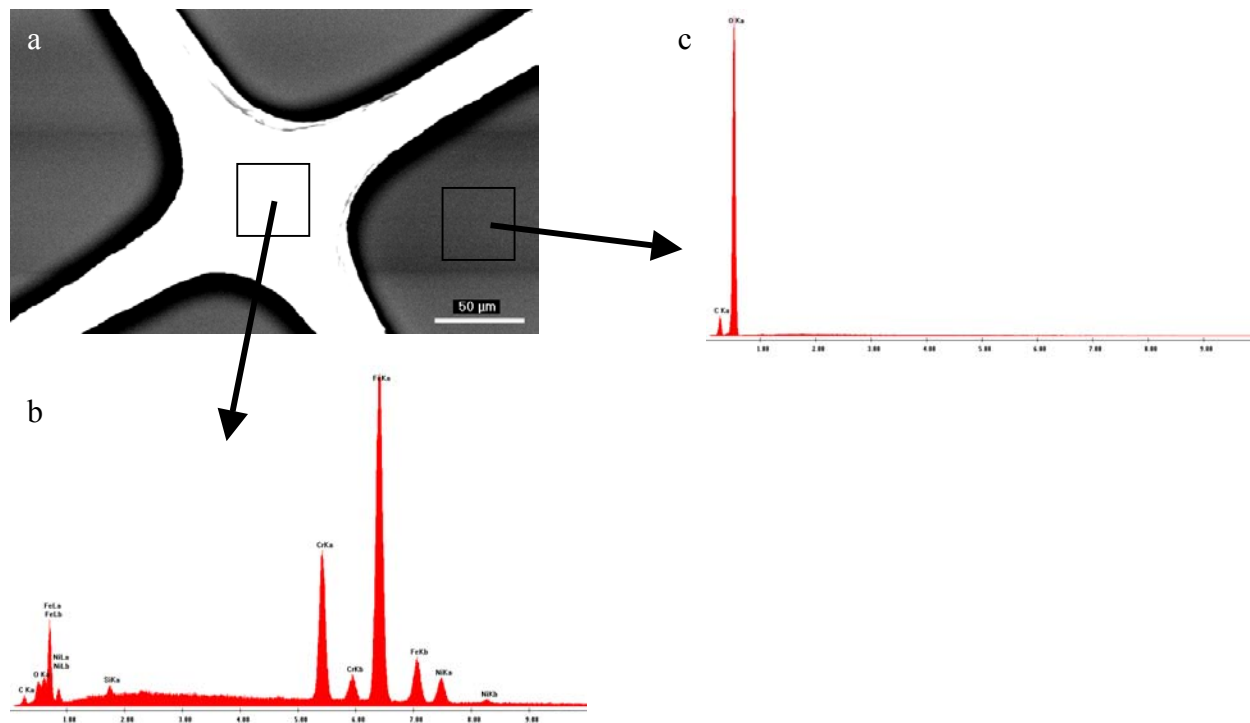 a
50 µm
c
O Ka
C Ka
1.00 2.00 3.00 4.00 5.00 6.00 7.00 8.00 9.00
b
FeKa
CrKa
FeLa
FeLb
NiLa
NiLb
O Ka
C Ka
SiKa
CrKb
FeKb
NiKa
NiKb
1.00 2.00 3.00 4.00 5.00 6.00 7.00 8.00 9.00